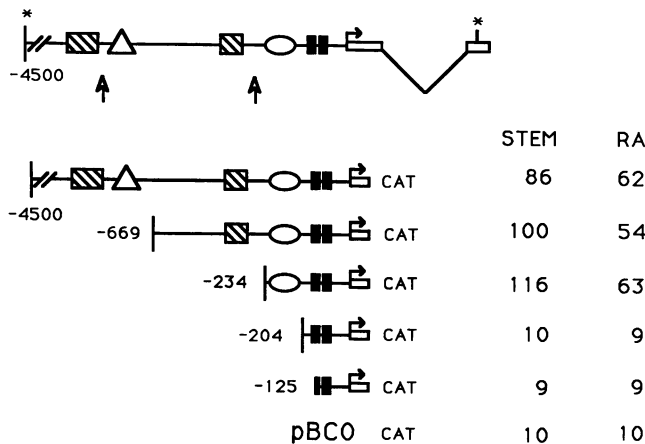 * *
-4500
STEM RA
CAT 86 62
-4500
-669 CAT 100 54
-234 CAT 116 63
-204 CAT 10 9
-125 CAT 9 9
pBC0 CAT 10 10